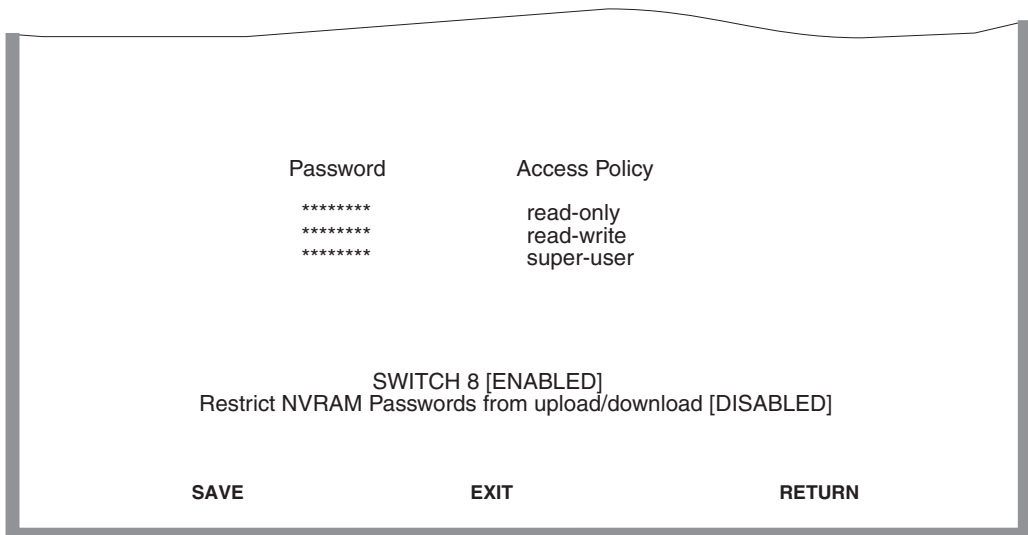 Password Access Policy
******** read-only
******** read-write
******** super-user
SWITCH 8 [ENABLED]
Restrict NVRAM Passwords from upload/download [DISABLED]
SAVE EXIT RETURN